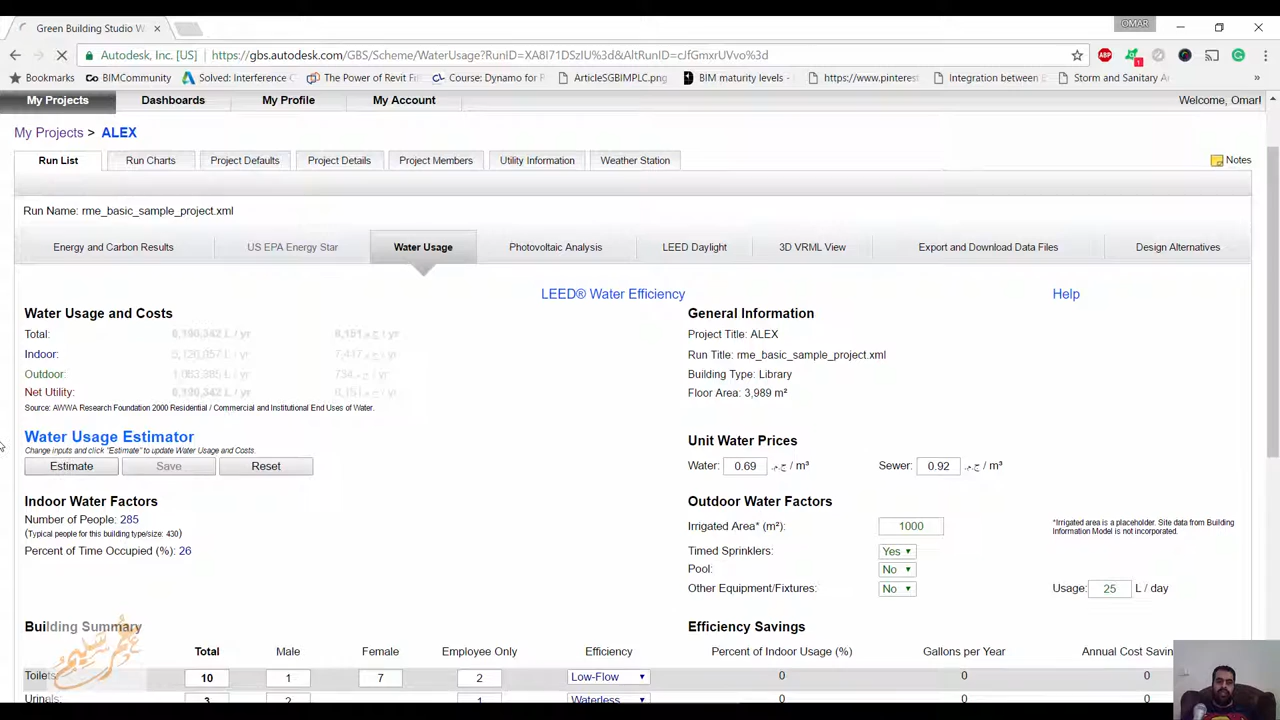 Green Building Studio W
OMAR
Autodesk, Inc. [US]
https://gbs.autodesk.com/GBS/Scheme/WaterUsage?RunID=XA8I71DSzIU%3d&AltRunID=cJfGmxrUVvo%3d
Bookmarks
BIMCommunity
Solved: Interference C
The Power of Revit Fil
Course: Dynamo for R
ArticleSGBIMPLC.png
BIM maturity levels -
https://www.pinterest
Integration between E
Storm and Sanitary A
My Projects
Dashboards
My Profile
My Account
Welcome, Omar!
My Projects > ALEX
Run List
Run Charts
Project Defaults
Project Details
Project Members
Utility Information
Weather Station
Notes
Run Name: rme_basic_sample_project.xml
Energy and Carbon Results
US EPA Energy Star
Water Usage
Photovoltaic Analysis
LEED Daylight
3D VRML View
Export and Download Data Files
Design Alternatives
LEED® Water Efficiency
Help
Water Usage and Costs
Total:
Indoor:
Outdoor:
Net Utility:
Source: AWWA Research Foundation 2000 Residential / Commercial and Institutional End Uses of Water.
General Information
Project Title: ALEX
Run Title: rme_basic_sample_project.xml
Building Type: Library
Floor Area: 3,989 m²
Water Usage Estimator
Change inputs and click "Estimate" to update Water Usage and Costs.
Estimate
Save
Reset
Unit Water Prices
Water: 0.69 ج.م. / m³
Sewer: 0.92 ج.م. / m³
Indoor Water Factors
Number of People: 285
(Typical people for this building type/size: 430)
Percent of Time Occupied (%): 26
Outdoor Water Factors
Irrigated Area* (m²): 1000
*Irrigated area is a placeholder. Site data from Building
Information Model is not incorporated.
Timed Sprinklers: Yes
Pool: No
Other Equipment/Fixtures: No
Usage: 25 L / day
Building Summary
Total Male Female Employee Only Efficiency
Toilets: 10 1 7 2 Low-Flow
Urinals: 3 2 1 Waterless
Efficiency Savings
Percent of Indoor Usage (%) Gallons per Year Annual Cost Savin
0 0 0
عمر سليم